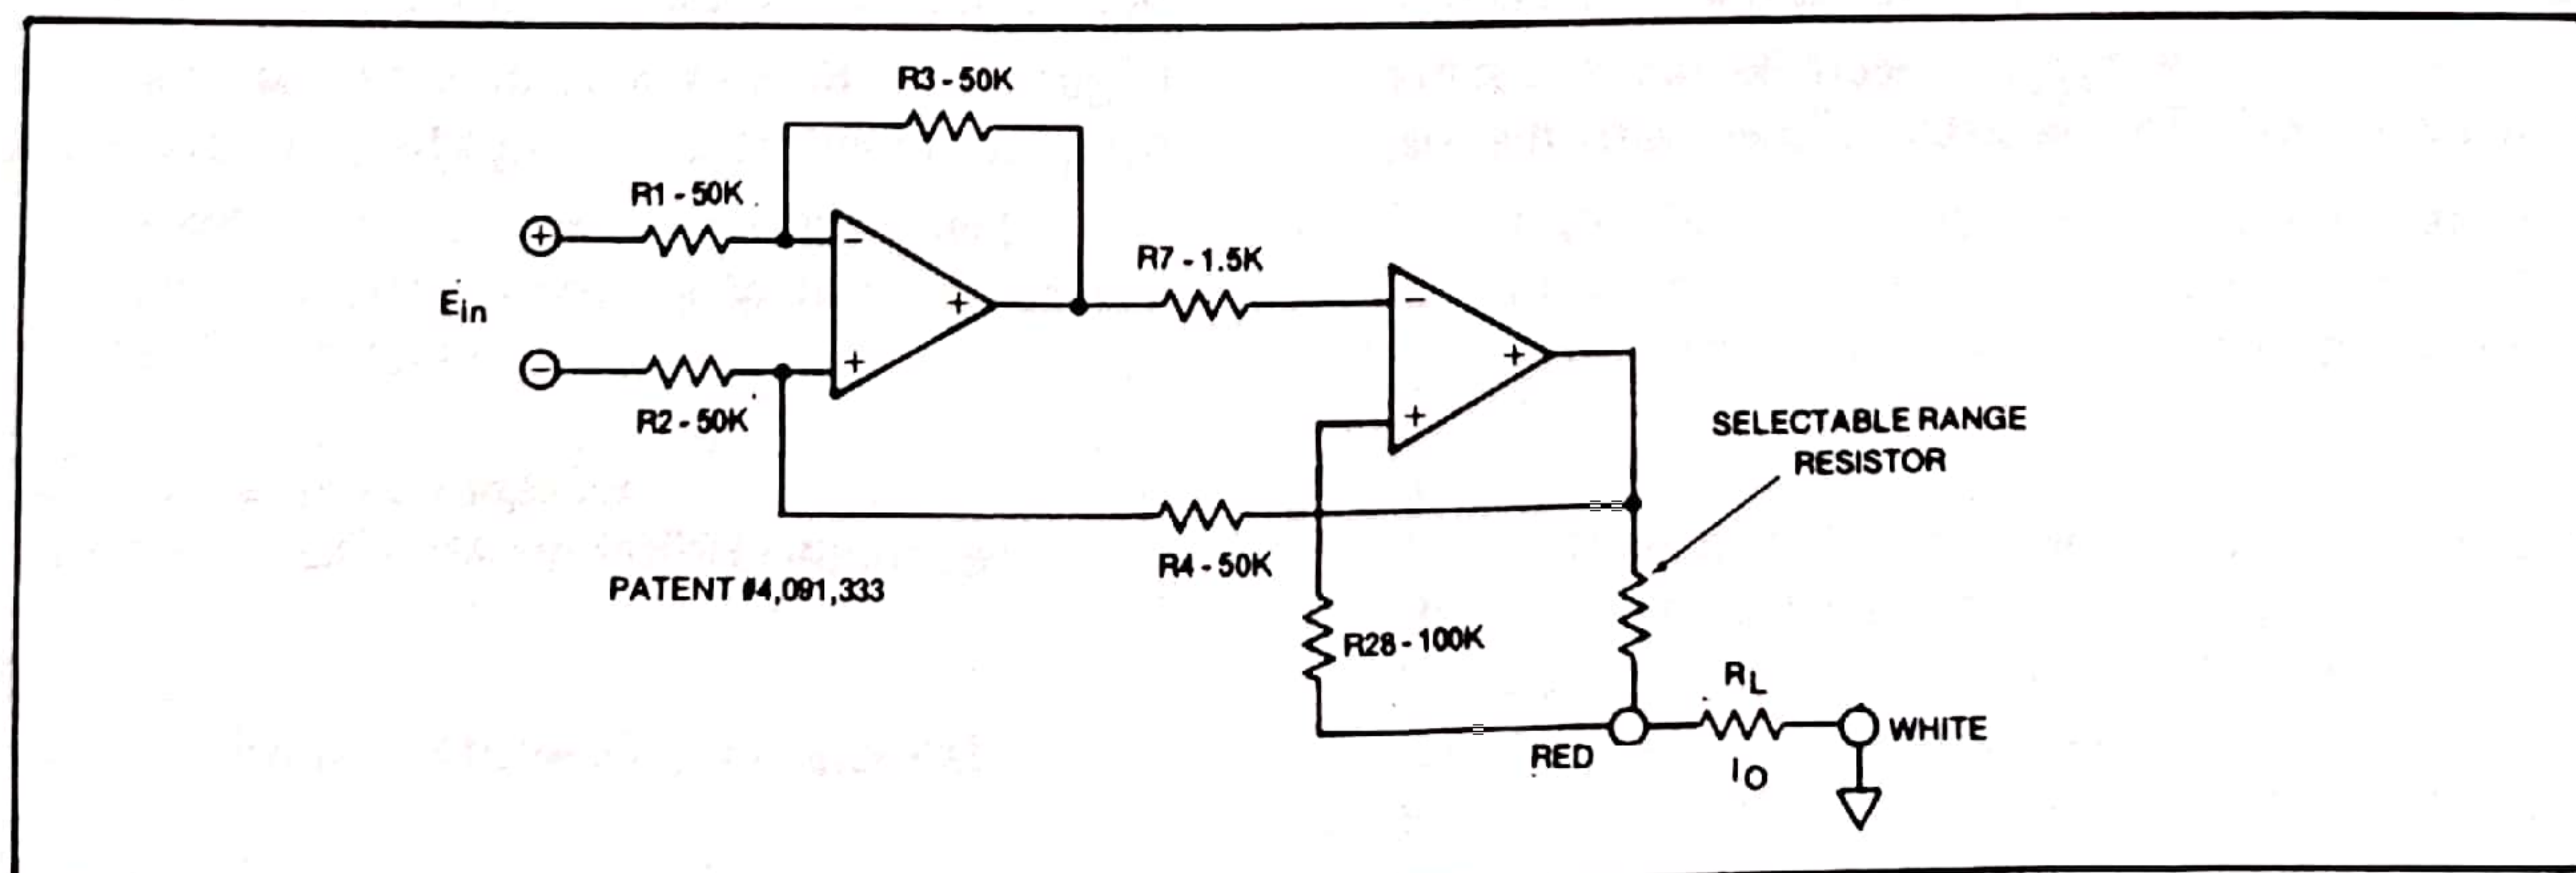 R3 - 50K
R1 - 50K
+
-
R7 - 1.5K
-
Ein
+
+
-
+
+
R2 - 50K
SELECTABLE RANGE
RESISTOR
R4 - 50K
PATENT #4,091,333
R28 - 100K
RL
WHITE
RED
IO